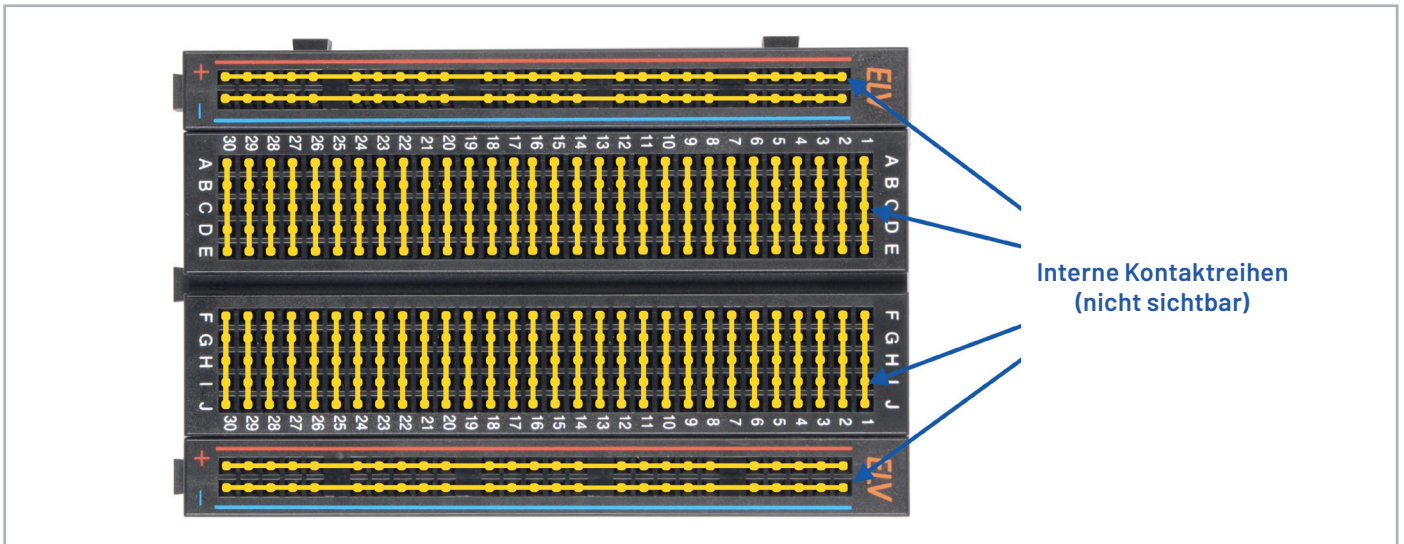 +
ELV
−
30 29 28 27 26 25 24 23 22 21 20 19 18 17 16 15 14 13 12 11 10 9 8 7 6 5 4 3 2 1
A A
B B
C C
D D
E E
Interne Kontaktreihen
(nicht sichtbar)
F F
G G
H H
I I
J J
30 29 28 27 26 25 24 23 22 21 20 19 18 17 16 15 14 13 12 11 10 9 8 7 6 5 4 3 2 1
+
ELV
−